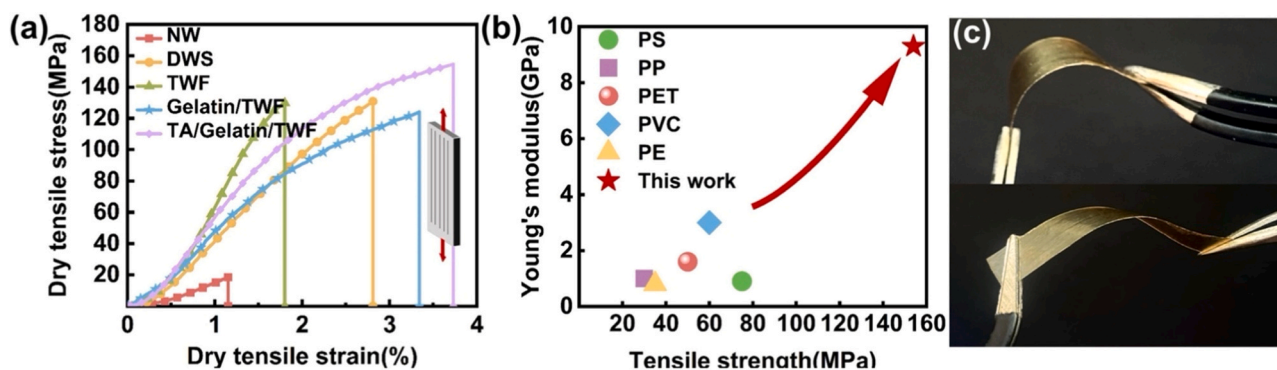 (a)
180
160
140
120
100
80
60
40
20
Dry tensile stress(MPa)
NW
DWS
TWF
Gelatin/TWF
TA/Gelatin/TWF
0
1
2
3
4
Dry tensile strain(%)
(b)
10
8
6
4
2
0
Young's modulus(GPa)
PS
PP
PET
PVC
PE
This work
20
40
60
80
100
120
140
160
Tensile strength(MPa)
(c)